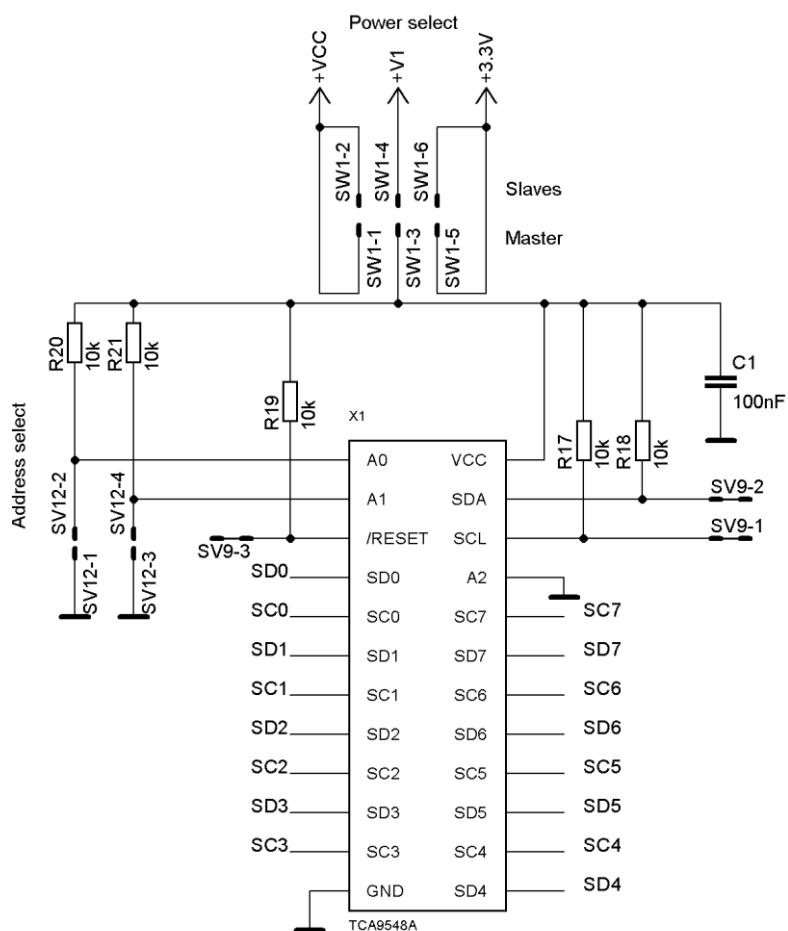 Power select
+VCC
+V1
+3.3V
SW1-2
SW1-4
SW1-6
Slaves
SW1-1
SW1-3
SW1-5
Master
R20
10k
R21
10k
R19
10k
R17
10k
R18
10k
C1
100nF
Address select
SV12-2
SV12-4
SV12-1
SV12-3
SV9-3
SV9-2
SV9-1
X1
A0
VCC
A1
SDA
/RESET
SCL
SD0
SD0
A2
SC0
SC0
SC7
SC7
SD1
SD1
SD7
SD7
SC1
SC1
SC6
SC6
SD2
SD2
SD6
SD6
SC2
SC2
SC5
SC5
SD3
SD3
SD5
SD5
SC3
SC3
SC4
SC4
GND
SD4
SD4
TCA9548A